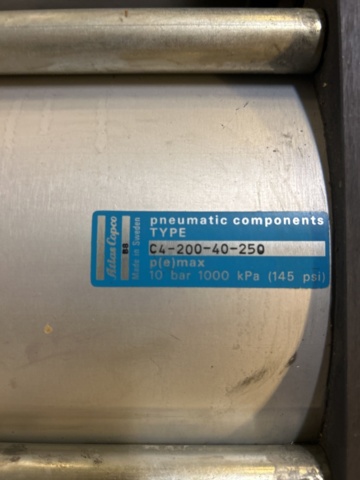 Atlas Copco
Made in Sweden
pneumatic components
TYPE
C4-200-40-250
p(e)max
10 bar 1000 kPa (145 psi)